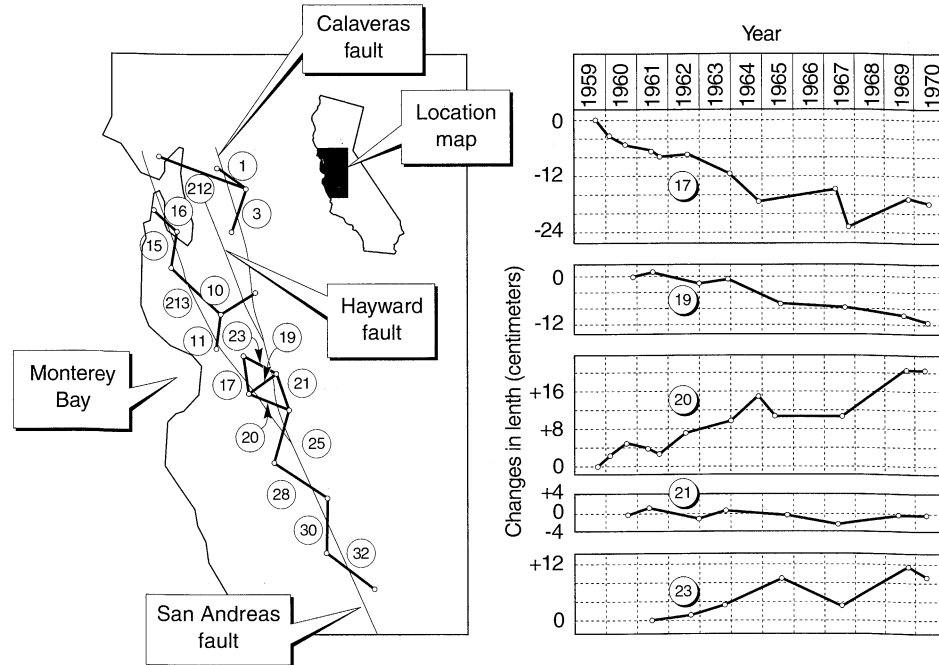 Calaveras
fault
Location
map
1
212
16
3
15
10
213
Hayward
fault
11
23
19
Monterey
Bay
17
21
20
25
28
30
32
San Andreas
fault
Year
1959 1960 1961 1962 1963 1964 1965 1966 1967 1968 1969 1970
Changes in lenth (centimeters)
0
-12
-24
17
0
-12
19
+16
+8
0
20
+4
0
-4
21
+12
0
23